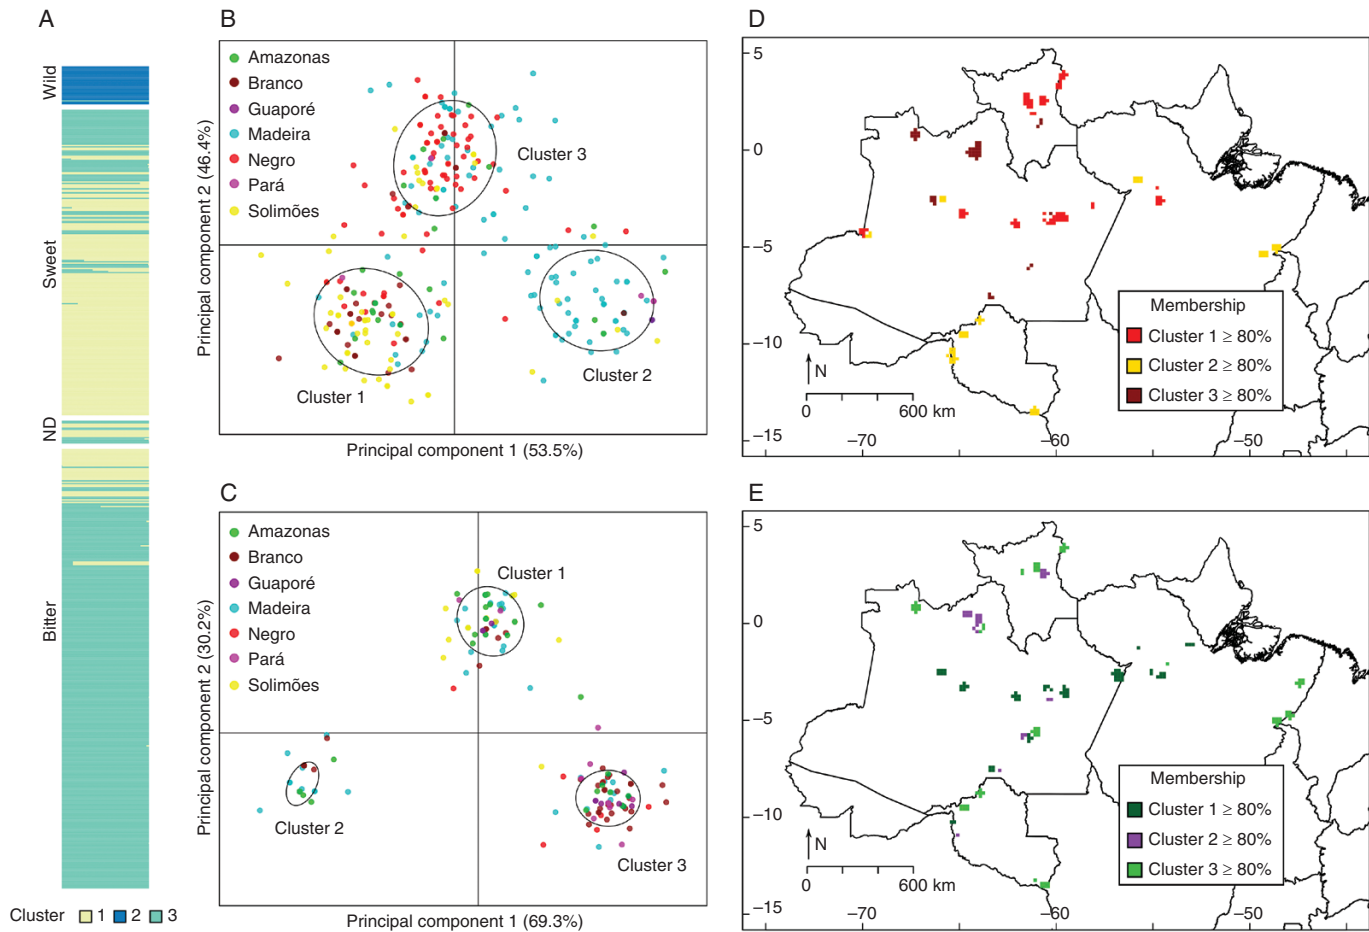 A
Wild
Sweet
ND
Bitter
Cluster 1 2 3
B
Amazonas
Branco
Guaporé
Madeira
Negro
Pará
Solimões
Cluster 3
Cluster 2
Cluster 1
Principal component 2 (46.4%)
Principal component 1 (53.5%)
C
Amazonas
Branco
Guaporé
Madeira
Negro
Pará
Solimões
Cluster 1
Cluster 2
Cluster 3
Principal component 2 (30.2%)
Principal component 1 (69.3%)
D
5
0
−5
−10
−15
−70
−60
−50
N
0
600 km
Membership
Cluster 1 ≥ 80%
Cluster 2 ≥ 80%
Cluster 3 ≥ 80%
E
5
0
−5
−10
−15
−70
−60
−50
N
0
600 km
Membership
Cluster 1 ≥ 80%
Cluster 2 ≥ 80%
Cluster 3 ≥ 80%